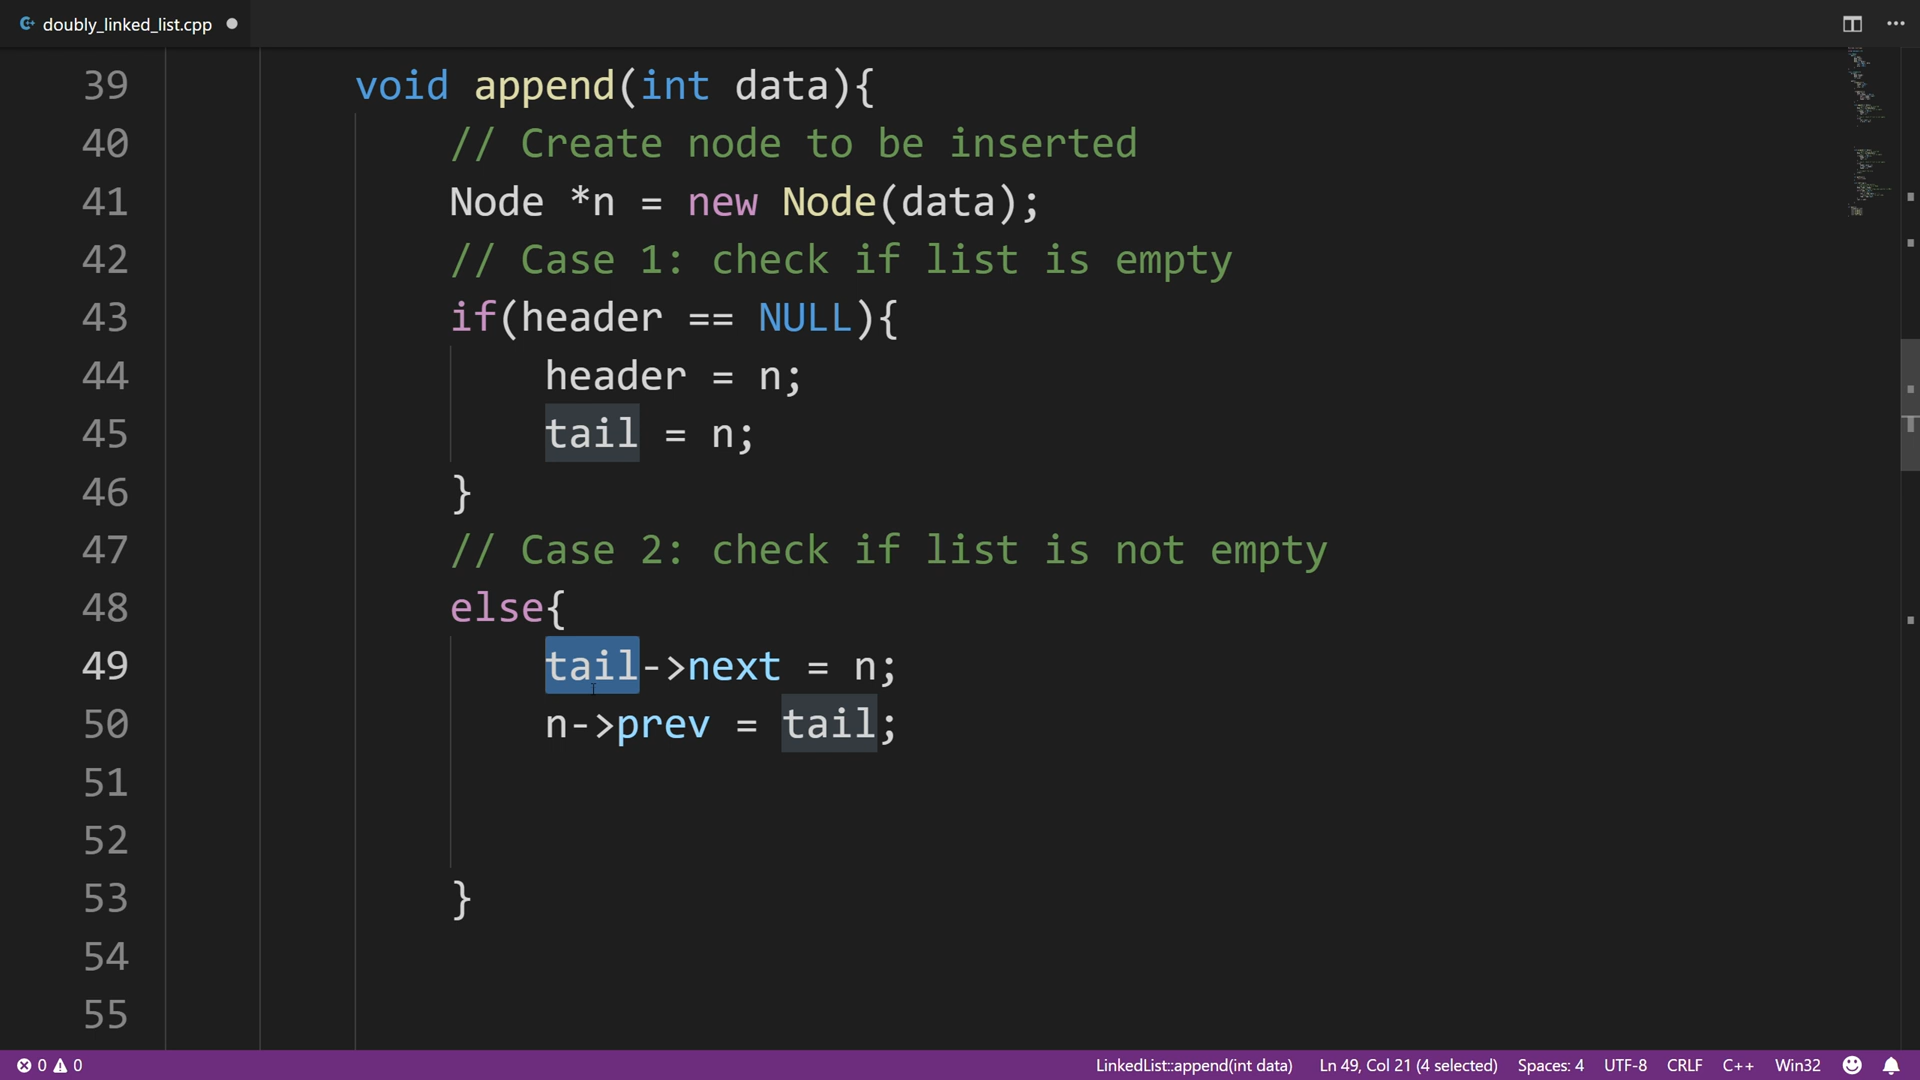 doubly_linked_list.cpp
39 void append(int data){
40 // Create node to be inserted
41 Node *n = new Node(data);
42 // Case 1: check if list is empty
43 if(header == NULL){
44 header = n;
45 tail = n;
46 }
47 // Case 2: check if list is not empty
48 else{
49 tail->next = n;
50 n->prev = tail;
51
52
53 }
54
55
0 0 LinkedList::append(int data) Ln 49, Col 21 (4 selected) Spaces: 4 UTF-8 CRLF C++ Win32